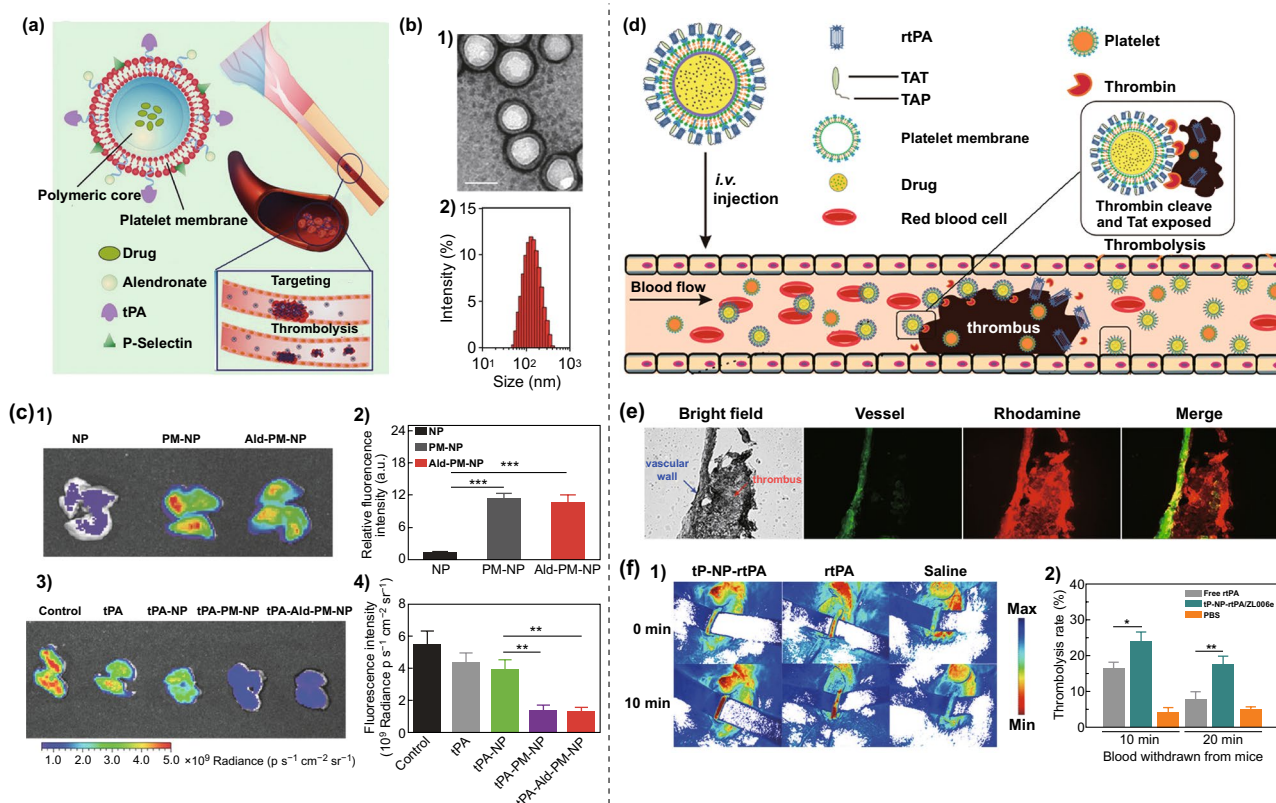 (a)
tPA
Polymeric core
Platelet membrane
Drug
Alendronate
tPA
P-Selectin
Targeting
Thrombolysis
(b)
1)
2)
15
10
5
0
Intensity (%)
10¹ 10² 10³
Size (nm)
(c) 1)
NP PM-NP Ald-PM-NP
2)
NP
PM-NP
Ald-PM-NP
24
18
12
6
0
Relative fluorescence
intensity (a.u.)
***
***
NP PM-NP Ald-PM-NP
3)
Control tPA tPA-NP tPA-PM-NP tPA-Ald-PM-NP
1.0 2.0 3.0 4.0 5.0 ×10⁹ Radiance (p s⁻¹ cm⁻² sr⁻¹)
4)
8
6
4
2
0
Fluorescence intensity
(10⁹ Radiance p s⁻¹ cm⁻² sr⁻¹)
**
**
Control
tPA
tPA-NP
tPA-PM-NP
tPA-Ald-PM-NP
(d)
i.v.
injection
rtPA
TAT
TAP
Platelet membrane
Drug
Red blood cell
Platelet
Thrombin
Thrombin cleave
and Tat exposed
Thrombolysis
Blood flow
thrombus
(e)
Bright field Vessel Rhodamine Merge
vascular
wall
thrombus
(f) 1)
tP-NP-rtPA rtPA Saline
0 min
10 min
Max
Min
2)
Free rtPA
tP-NP-rtPA/ZL006e
PBS
40
30
20
10
5
0
Thrombolysis rate (%)
*
**
10 min 20 min
Blood withdrawn from mice